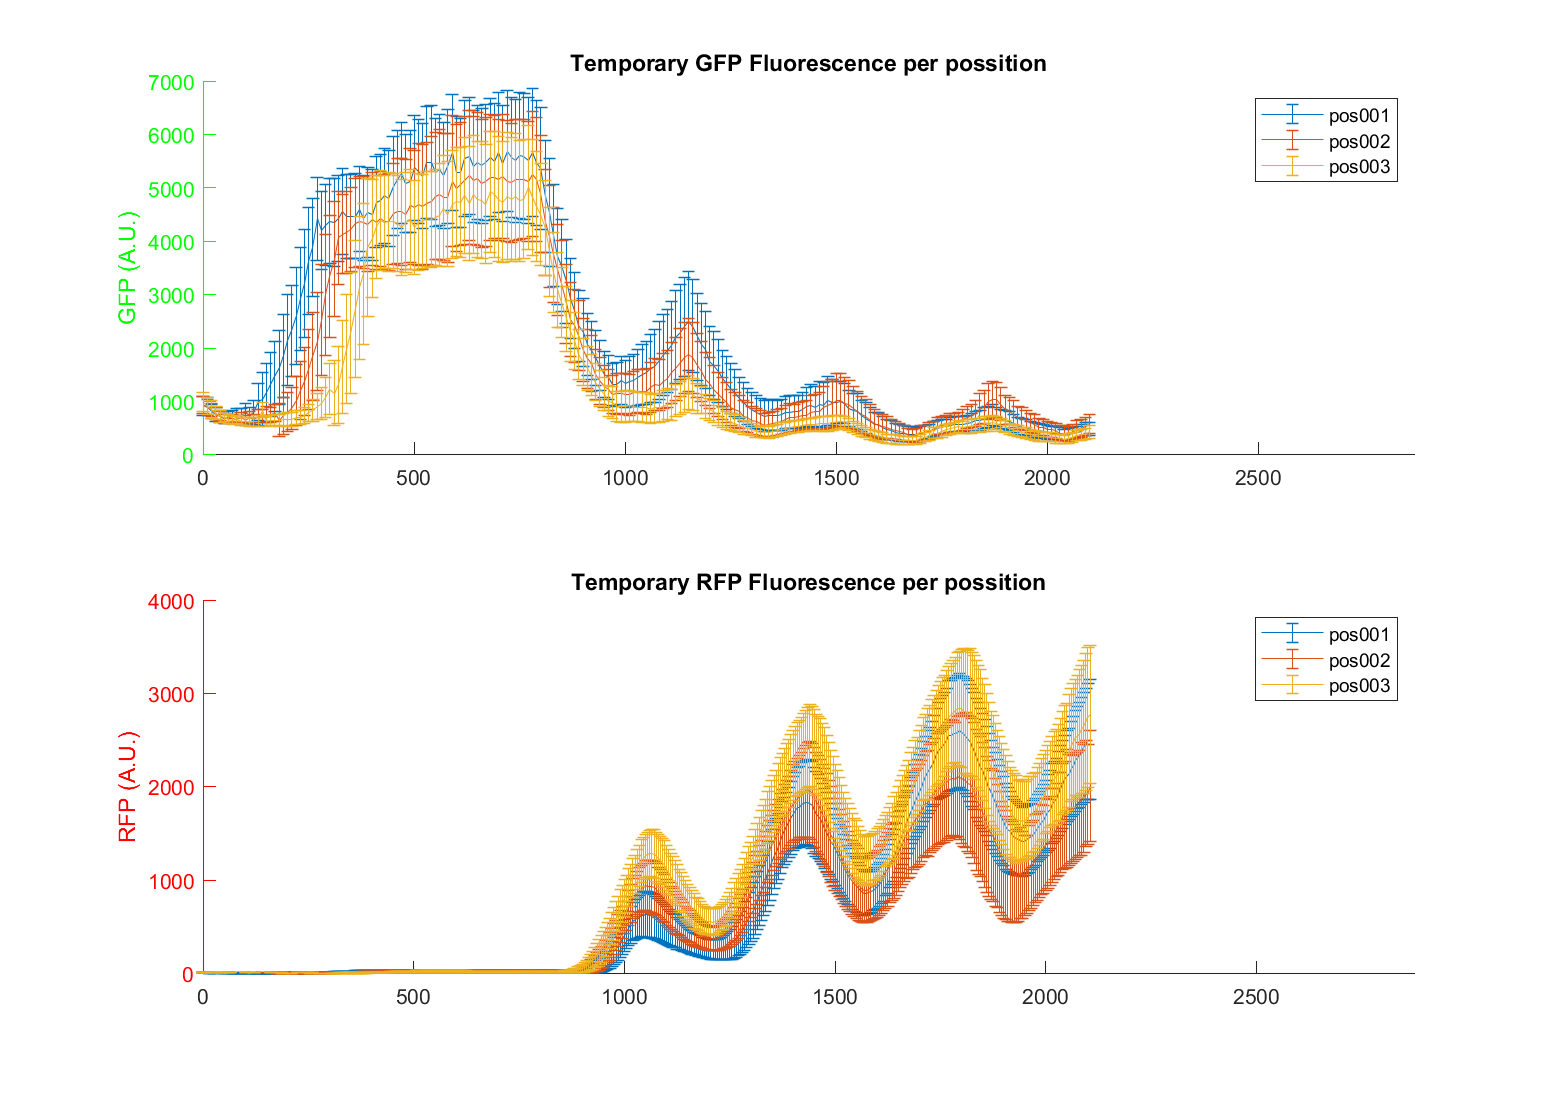 Temporary GFP Fluorescence per possition
7000
6000
5000
4000
3000
2000
1000
0
GFP (A.U.)
0 500 1000 1500 2000 2500
pos001
pos002
pos003
Temporary RFP Fluorescence per possition
4000
3000
2000
1000
0
RFP (A.U.)
0 500 1000 1500 2000 2500
pos001
pos002
pos003